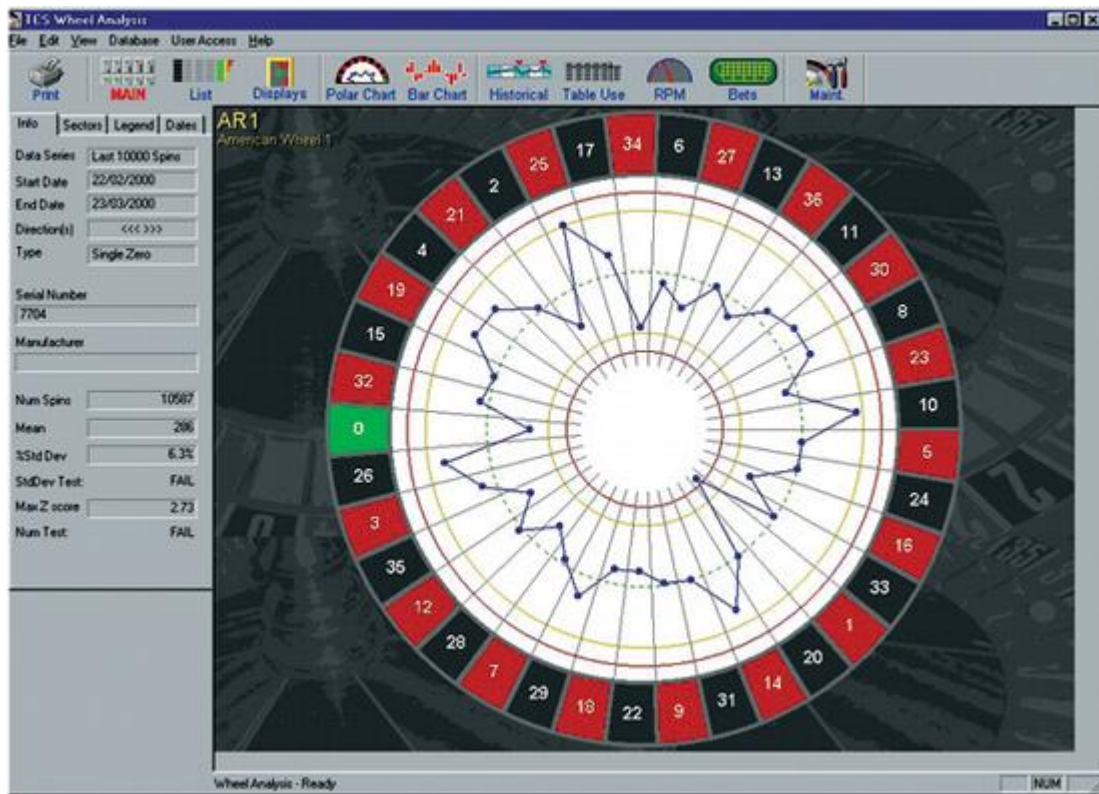 TCS Wheel Analysis
File Edit View Database User Access Help
Print MAIN List Displays Polar Chart Bar Chart Historical Table Use RPM Bets Maint.
Info Sectors Legend Dates
Data Series Last 10000 Spins
Start Date 22/02/2000
End Date 23/03/2000
Direction(s) <<< >>>
Type Single Zero
Serial Number
7704
Manufacturer
Num Spins 10587
Mean 286
%Std Dev 6.3%
StdDev Test: FAIL
Max Z score 2.73
Num Test: FAIL
AR1
American Wheel 1
34
6
27
13
36
11
30
8
23
10
5
24
16
33
1
20
14
31
9
22
18
29
7
28
12
35
3
26
0
32
15
19
4
21
2
25
17
Wheel Analysis - Ready
NUM